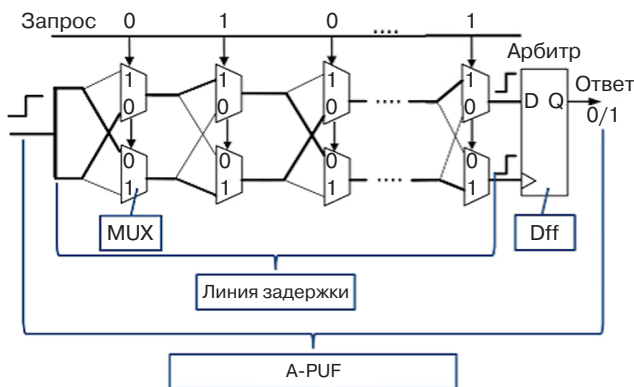 Запрос 0 1 0 .... 1
Арбитр
1 1 1 1
0 0 0 0
.... D Q Ответ
0/1
0 0 0 0
1 1 1 1
....
MUX Dff
Линия задержки
A-PUF